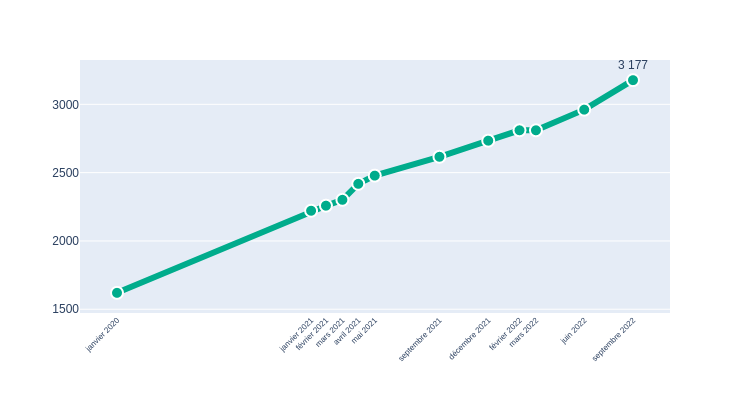 3 177
3000
2500
2000
1500
janvier 2020
janvier 2021
février 2021
mars 2021
avril 2021
mai 2021
septembre 2021
décembre 2021
février 2022
mars 2022
juin 2022
septembre 2022